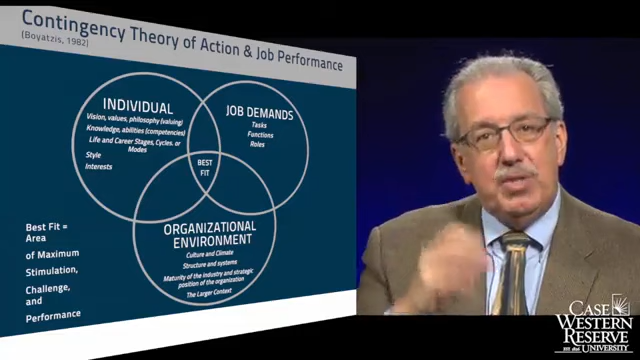 Contingency Theory of Action & Job Performance
(Boyatzis, 1982)
INDIVIDUAL
Vision, values, philosophy (valuing)
Knowledge, abilities (competencies)
Life and Career Stages, Cycles. or
Modes
Style
Interests
JOB DEMANDS
Tasks
Functions
Roles
BEST
FIT
ORGANIZATIONAL
ENVIRONMENT
Culture and Climate
Structure and systems
Maturity of the industry and strategic
position of the organization
The Larger Context
Best Fit =
Area
of Maximum
Stimulation,
Challenge,
and
Performance
CASE
WESTERN
RESERVE
UNIVERSITY